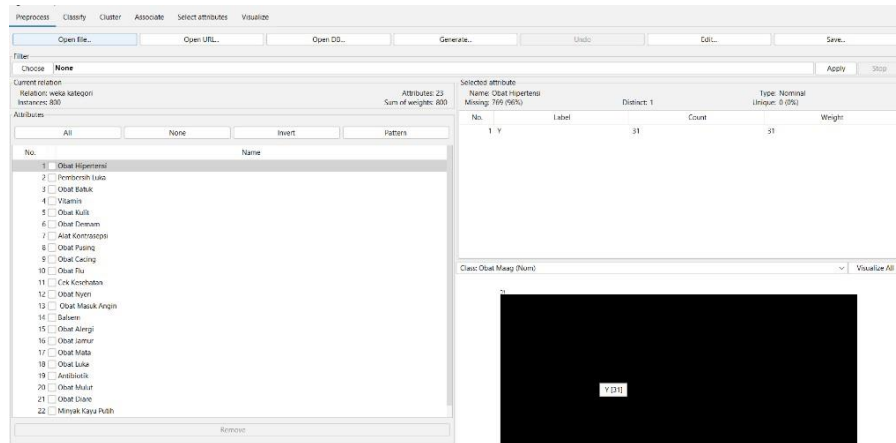 Preprocess Classify Cluster Associate Select attributes Visualize
Open file... Open URL... Open DB... Generate... Undo Edit... Save...
Filter
Choose None Apply Stop
Current relation
Relation: weka kategori Attributes: 23
Instances: 800 Sum of weights: 800
Attributes
All None Invert Pattern
No. Name
1 Obat Hipertensi
2 Pembersih Luka
3 Obat Batuk
4 Vitamin
5 Obat Kulit
6 Obat Demam
7 Alat Kontrasepsi
8 Obat Pusing
9 Obat Cacing
10 Obat Flu
11 Cek Kesehatan
12 Obat Nyeri
13 Obat Masuk Angin
14 Balsem
15 Obat Alergi
16 Obat Jamur
17 Obat Mata
18 Obat Luka
19 Antibiotik
20 Obat Mulut
21 Obat Diare
22 Minyak Kayu Putih
Remove
Selected attribute
Name: Obat Hipertensi Type: Nominal
Missing: 769 (96%) Distinct: 1 Unique: 0 (0%)
No. Label Count Weight
1 Y 31 31
Class: Obat Maag (Num) Visualize All
31
Y [31]